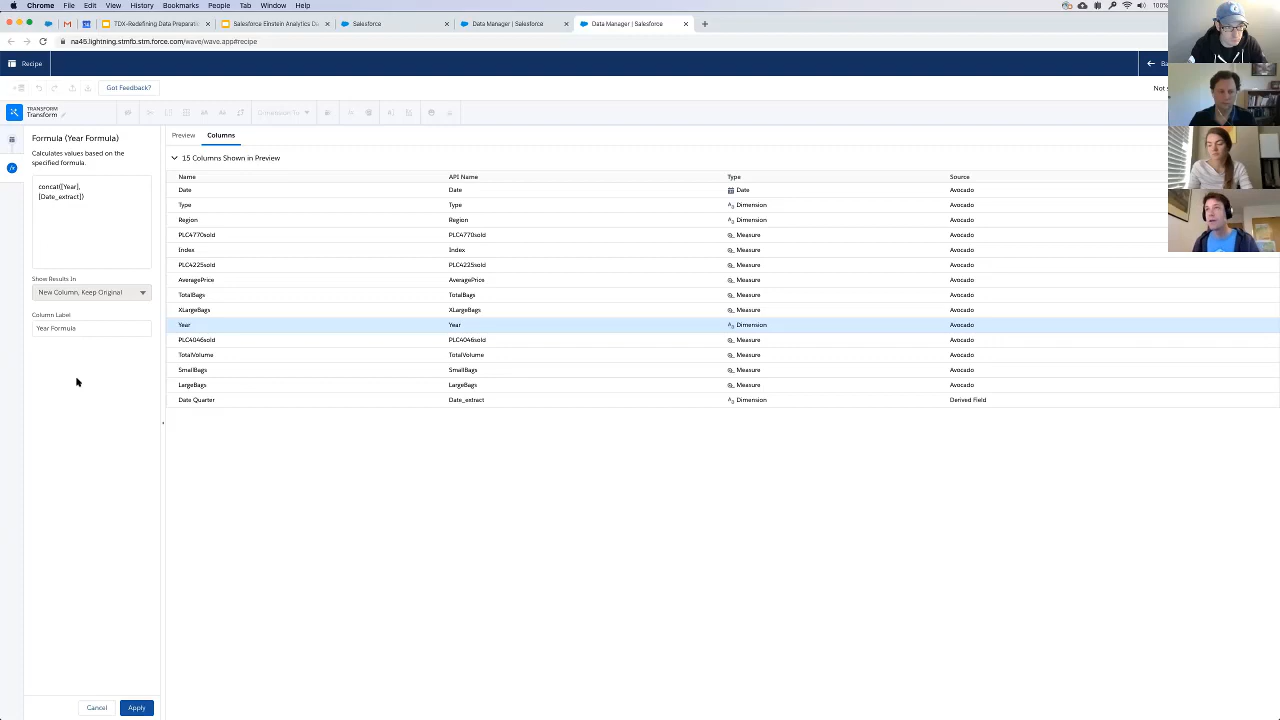 Chrome File Edit View History Bookmarks People Tab Window Help 100%
TDX-Redefining Data Preparatio Salesforce Einstein Analytics Da Salesforce Data Manager | Salesforce Data Manager | Salesforce
na45.lightning.stmfb.stm.force.com/wave/wave.app#recipe
Recipe Ba
Got Feedback? Not s
TRANSFORM
Transform Dimension To
Formula (Year Formula) Preview Columns
Calculates values based on the
specified formula.
15 Columns Shown in Preview
concat([Year],
[Date_extract])
Show Results In
New Column, Keep Original
Column Label
Year Formula
Cancel Apply
Name API Name Type Source
Date Date Date Avocado
Type Type Dimension Avocado
Region Region Dimension Avocado
PLC4770sold PLC4770sold Measure Avocado
Index Index Measure Avocado
PLC4225sold PLC4225sold Measure Avocado
AveragePrice AveragePrice Measure Avocado
TotalBags TotalBags Measure Avocado
XLargeBags XLargeBags Measure Avocado
Year Year Dimension Avocado
PLC4046sold PLC4046sold Measure Avocado
TotalVolume TotalVolume Measure Avocado
SmallBags SmallBags Measure Avocado
LargeBags LargeBags Measure Avocado
Date Quarter Date_extract Dimension Derived Field